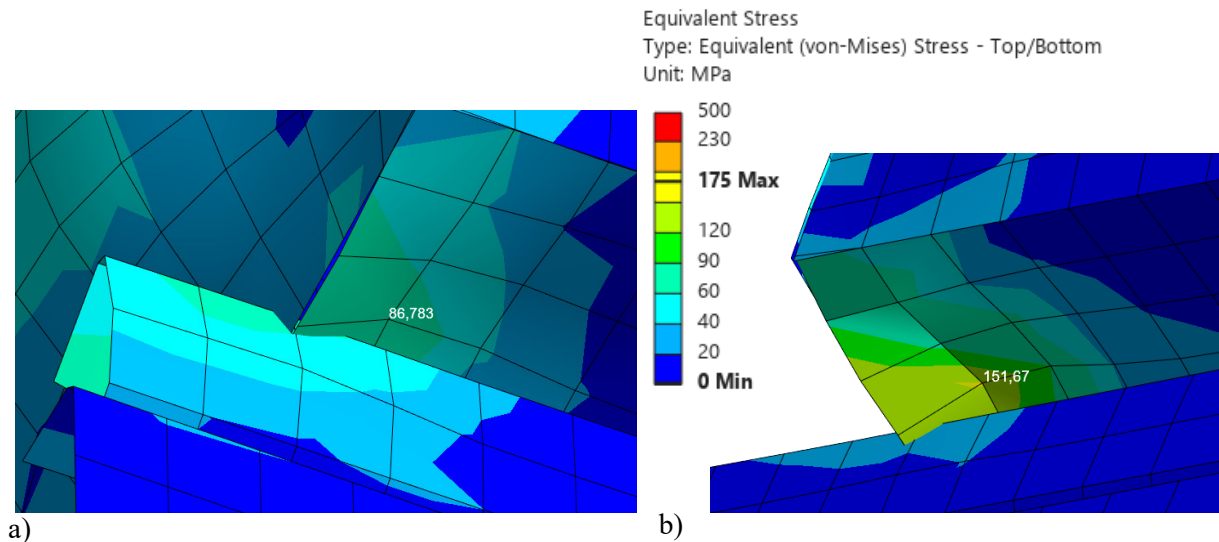 Equivalent Stress
Type: Equivalent (von-Mises) Stress - Top/Bottom
Unit: MPa
500
230
175 Max
120
90
60
40
20
0 Min
86,783
151,67
a)
b)